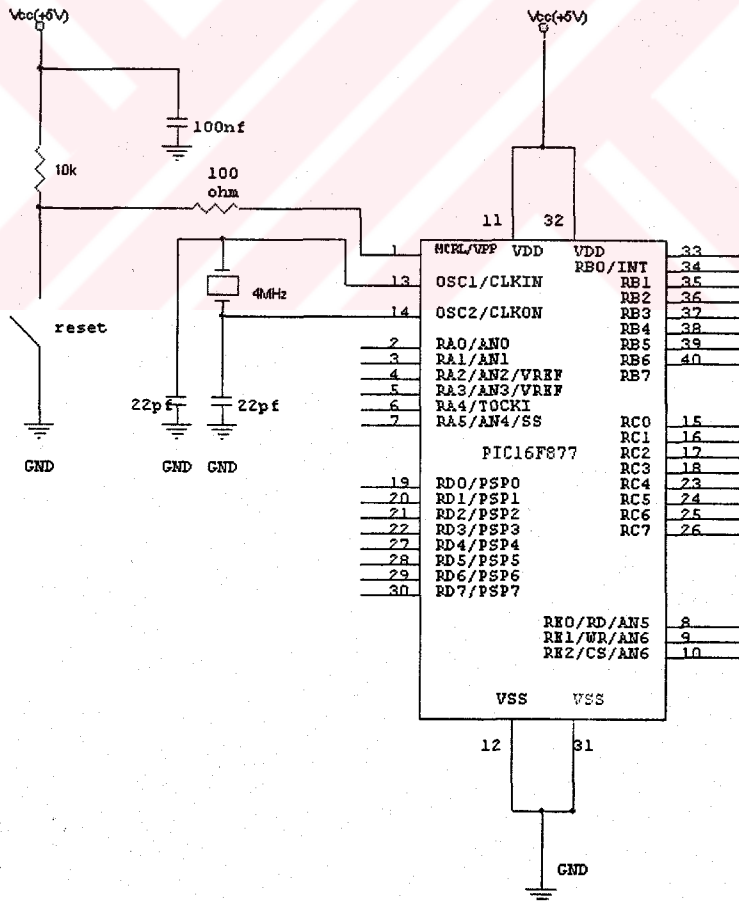 Vcc(+5V)
Vcc(+5V)
100nf
10k
100
ohm
11 32
1 MCRL/VPP VDD VDD 33
RB0/INT 34
13 OSC1/CLKIN RB1 35
RB2 36
4MHz
14 OSC2/CLKON RB3 37
RB4 38
reset
2 RA0/AN0 RB5 39
3 RA1/AN1 RB6 40
4 RA2/AN2/VREF RB7
5 RA3/AN3/VREF
22pf 22pf
6 RA4/TOCKI
7 RA5/AN4/SS RC0 15
RC1 16
PIC16F877 RC2 17
GND GND GND
RC3 18
19 RD0/PSP0 RC4 23
20 RD1/PSP1 RC5 24
21 RD2/PSP2 RC6 25
22 RD3/PSP3 RC7 26
27 RD4/PSP4
28 RD5/PSP5
29 RD6/PSP6
30 RD7/PSP7
RE0/RD/AN5 8
RE1/WR/AN6 9
RE2/CS/AN6 10
VSS VSS
12 31
GND